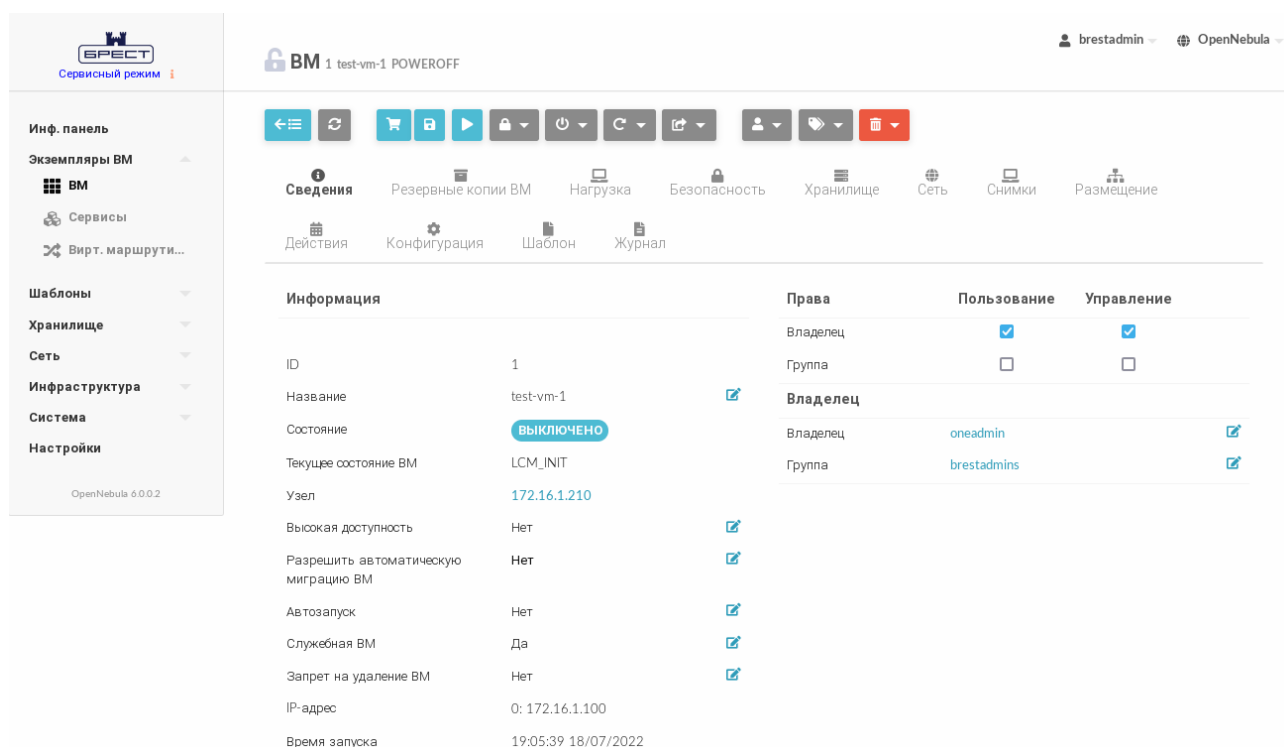 БРЕСТ
Сервисный режим
brestadmin
OpenNebula
ВМ 1 test-vm-1 POWEROFF
Инф. панель
Экземпляры ВМ
ВМ
Сервисы
Вирт. маршрути...
Шаблоны
Хранилище
Сеть
Инфраструктура
Система
Настройки
OpenNebula 6.0.0.2
Сведения Резервные копии ВМ Нагрузка Безопасность Хранилище Сеть Снимки Размещение
Действия Конфигурация Шаблон Журнал
Информация
ID 1
Название test-vm-1
Состояние ВЫКЛЮЧЕНО
Текущее состояние ВМ LCM_INIT
Узел 172.16.1.210
Высокая доступность Нет
Разрешить автоматическую Нет
миграцию ВМ
Автозапуск Нет
Служебная ВМ Да
Запрет на удаление ВМ Нет
IP-адрес 0: 172.16.1.100
Время запуска 19:05:39 18/07/2022
Права Пользование Управление
Владелец
Группа
Владелец
Владелец oneadmin
Группа brestadmins